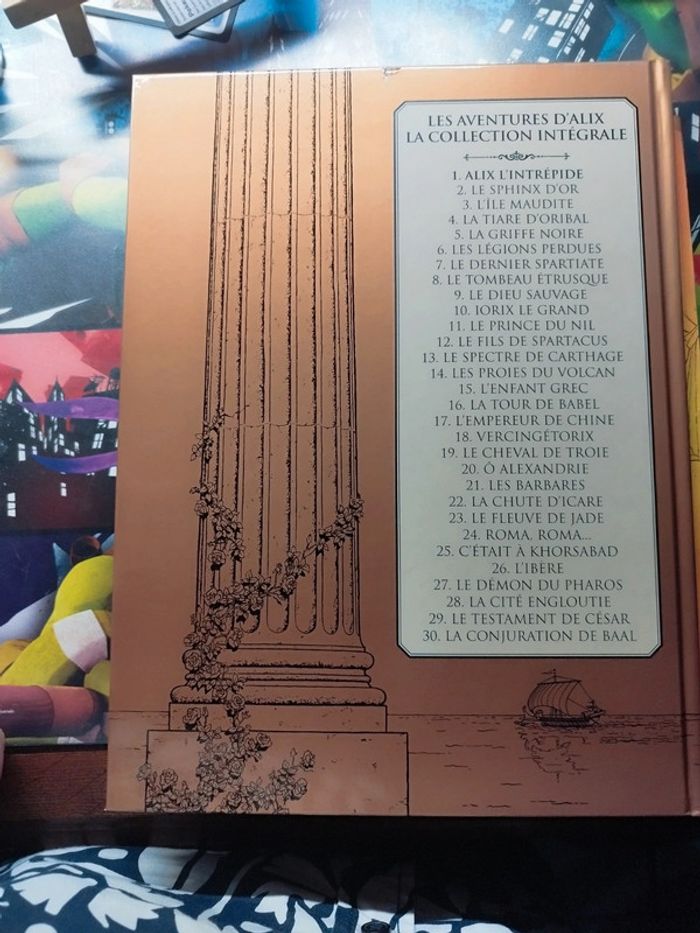 LES AVENTURES D'ALIX
LA COLLECTION INTÉGRALE
1. ALIX L'INTRÉPIDE
2. LE SPHINX D'OR
3. L'ÎLE MAUDITE
4. LA TIARE D'ORIBAL
5. LA GRIFFE NOIRE
6. LES LÉGIONS PERDUES
7. LE DERNIER SPARTIATE
8. LE TOMBEAU ÉTRUSQUE
9. LE DIEU SAUVAGE
10. IORIX LE GRAND
11. LE PRINCE DU NIL
12. LE FILS DE SPARTACUS
13. LE SPECTRE DE CARTHAGE
14. LES PROIES DU VOLCAN
15. L'ENFANT GREC
16. LA TOUR DE BABEL
17. L'EMPEREUR DE CHINE
18. VERCINGÉTORIX
19. LE CHEVAL DE TROIE
20. Ô ALEXANDRIE
21. LES BARBARES
22. LA CHUTE D'ICARE
23. LE FLEUVE DE JADE
24. ROMA, ROMA...
25. C'ÉTAIT À KHORSABAD
26. L'IBÈRE
27. LE DÉMON DU PHAROS
28. LA CITÉ ENGLOUTIE
29. LE TESTAMENT DE CÉSAR
30. LA CONJURATION DE BAAL